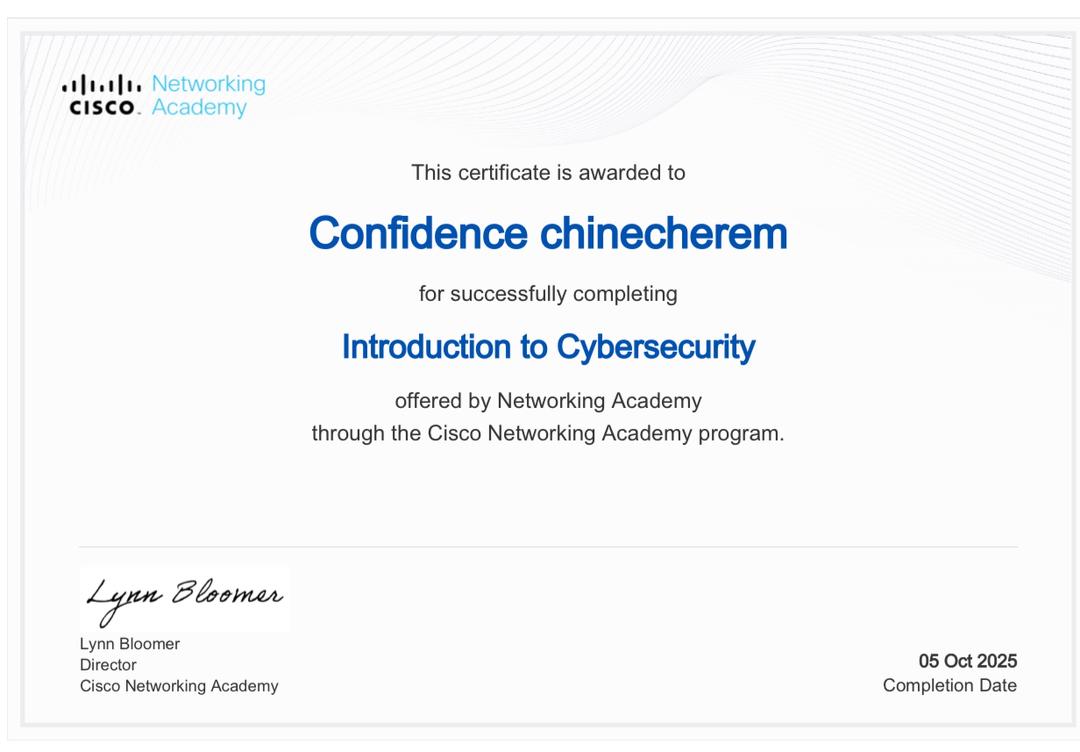 Networking
CISCO Academy
This certificate is awarded to
Confidence chinecherem
for successfully completing
Introduction to Cybersecurity
offered by Networking Academy
through the Cisco Networking Academy program.
Lynn Bloomer
Lynn Bloomer
Director
Cisco Networking Academy
05 Oct 2025
Completion Date